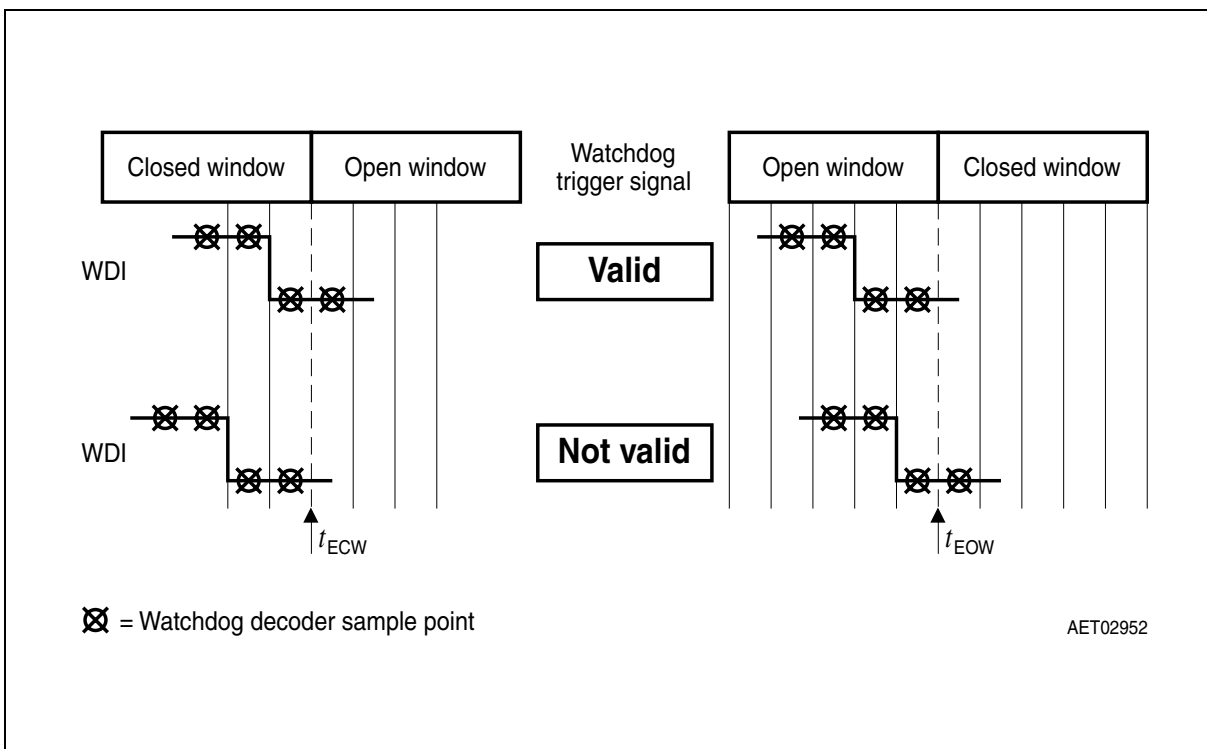 Closed window
Open window
Watchdog
trigger signal
Open window
Closed window
WDI
Valid
WDI
Not valid
tECW
tEOW
= Watchdog decoder sample point
AET02952